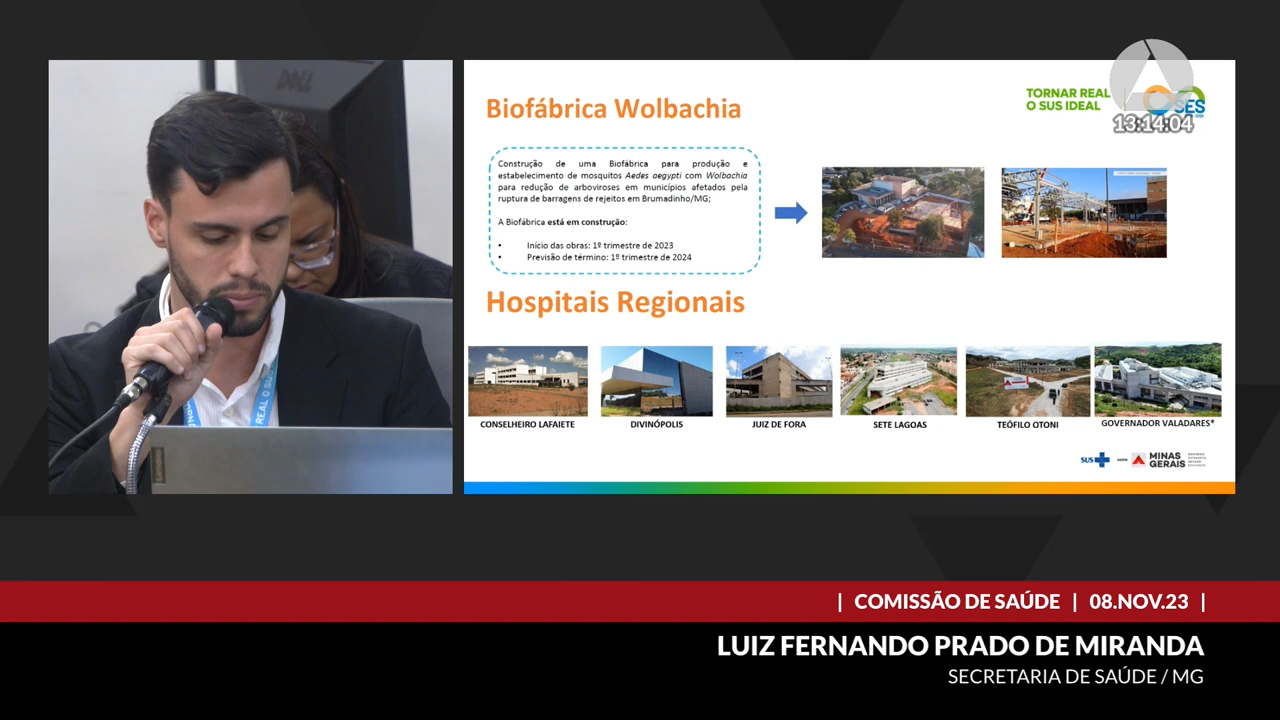 DELL
REAL O SUS
Biofábrica Wolbachia
TORNAR REAL
O SUS IDEAL
SES
13:14:04
Construção de uma Biofábrica para produção e
estabelecimento de mosquitos Aedes aegypti com Wolbachia
para redução de arboviroses em municípios afetados pela
ruptura de barragens de rejeitos em Brumadinho/MG;
A Biofábrica está em construção:
• Início das obras: 1º trimestre de 2023
• Previsão de término: 1º trimestre de 2024
Hospitais Regionais
CONSELHEIRO LAFAIETE
DIVINÓPOLIS
JUIZ DE FORA
SETE LAGOAS
TEÓFILO OTONI
GOVERNADOR VALADARES*
SUS
MINAS
GERAIS
| COMISSÃO DE SAÚDE | 08.NOV.23 |
LUIZ FERNANDO PRADO DE MIRANDA
SECRETARIA DE SAÚDE / MG